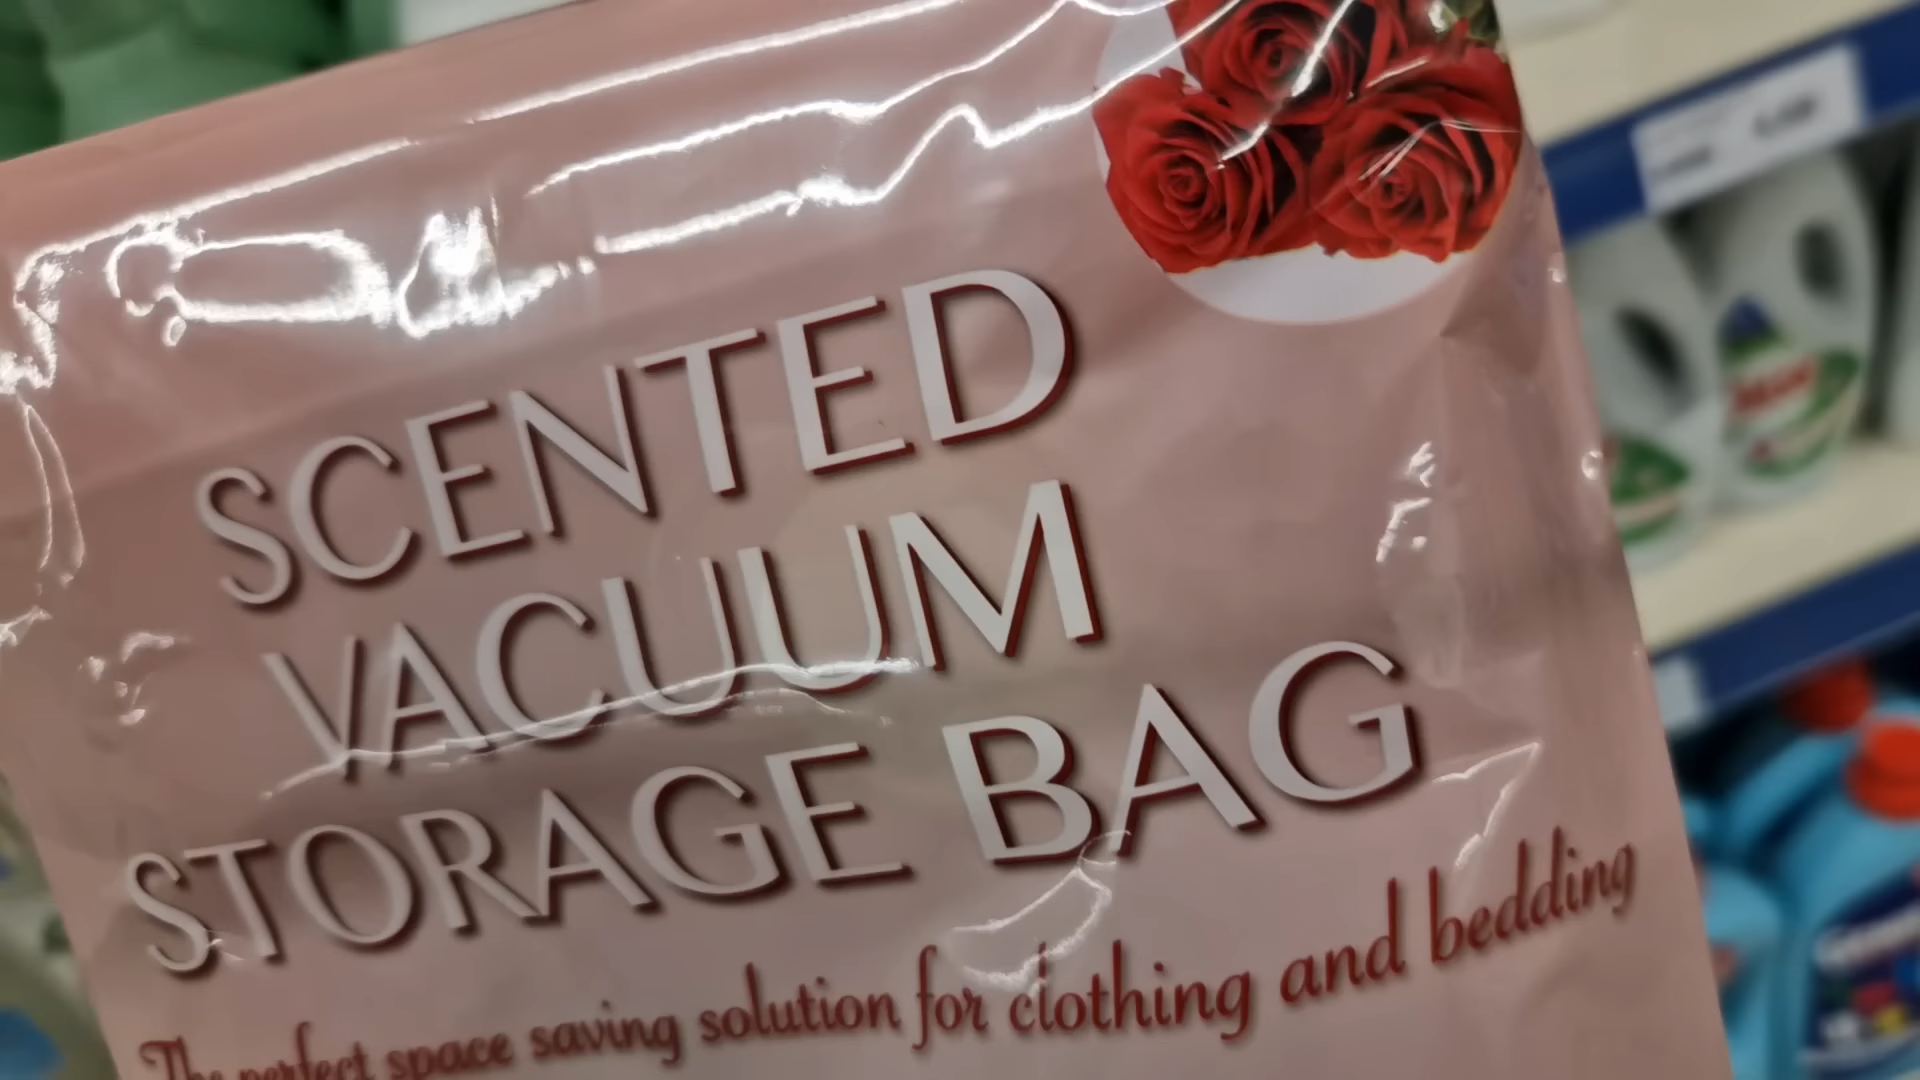 SCENTED
VACUUM
STORAGE BAG
The perfect space saving solution for clothing and bedding